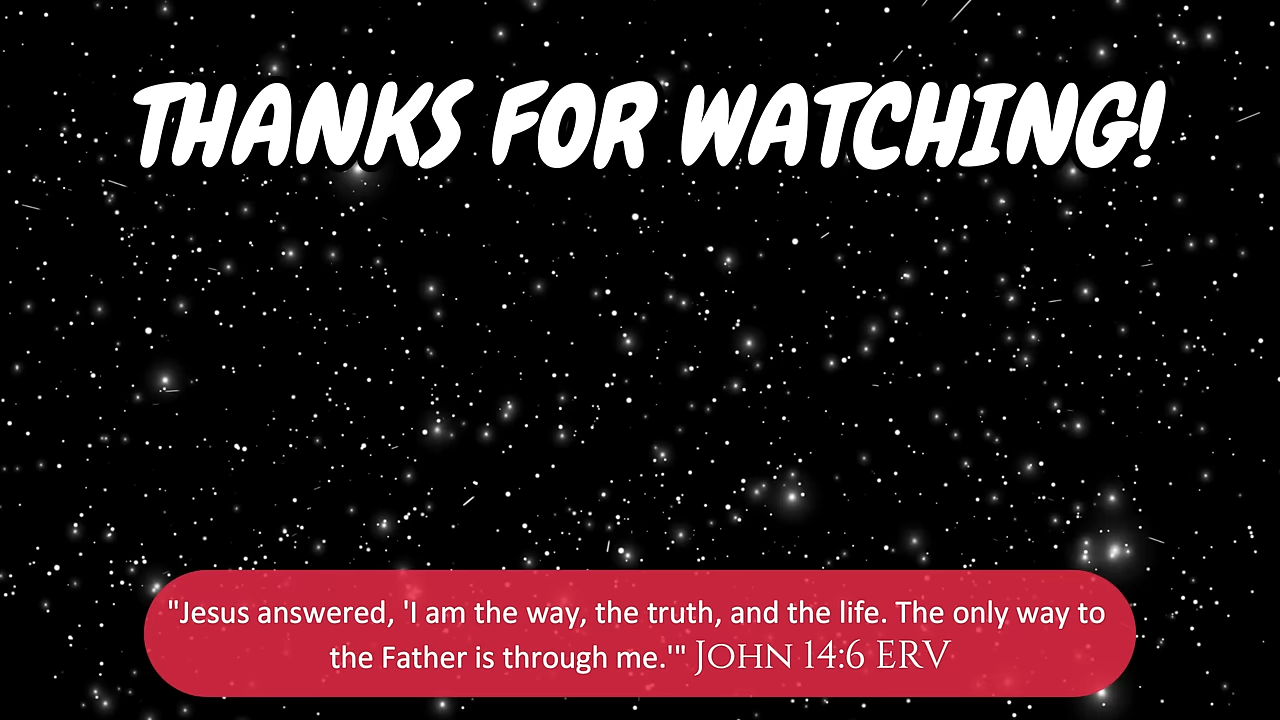 THANKS FOR WATCHING!
"Jesus answered, 'I am the way, the truth, and the life. The only way to
the Father is through me.'" John 14:6 ERV